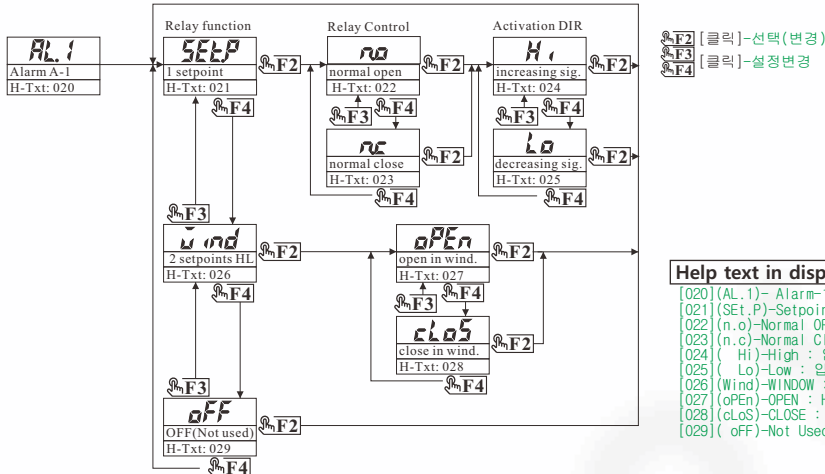 Relay function
Relay Control
Activation DIR
AL.1
Alarm A-1
H-Txt: 020
SEt.P
1 setpoint
H-Txt: 021
F2
no
normal open
H-Txt: 022
F2
Hi
increasing sig.
H-Txt: 024
F2
F2 [클릭]-선택(변경)
F3
F4 [클릭]-설정변경
F4
F3
F4
F3
F4
nc
normal close
H-Txt: 023
F2
F4
Lo
decreasing sig.
H-Txt: 025
F2
F4
F3
Wind
2 setpoints HL
H-Txt: 026
F2
F4
oPEn
open in wind.
H-Txt: 027
F2
F3
F4
cLoS
close in wind.
H-Txt: 028
F2
F4
F3
oFF
OFF(Not used)
H-Txt: 029
F2
F4
Help text in disp
[020](AL.1)- Alarm-
[021](SEt.P)-Setpoin
[022](n.o)-Normal OP
[023](n.c)-Normal Cl
[024]( Hi)-High :
[025]( Lo)-Low :
[026](Wind)-WINDOW :
[027](oPEn)-OPEN : H
[028](cLoS)-CLOSE :
[029]( oFF)-Not Used